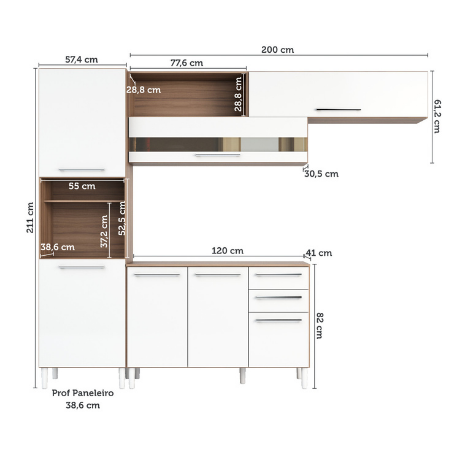 200 cm
57,4 cm
77,6 cm
28,8 cm
28,8 cm
61,2 cm
30,5 cm
55 cm
52,5 cm
37,2 cm
38,6 cm
211 cm
120 cm
41 cm
82 cm
Prof Paneleiro
38,6 cm